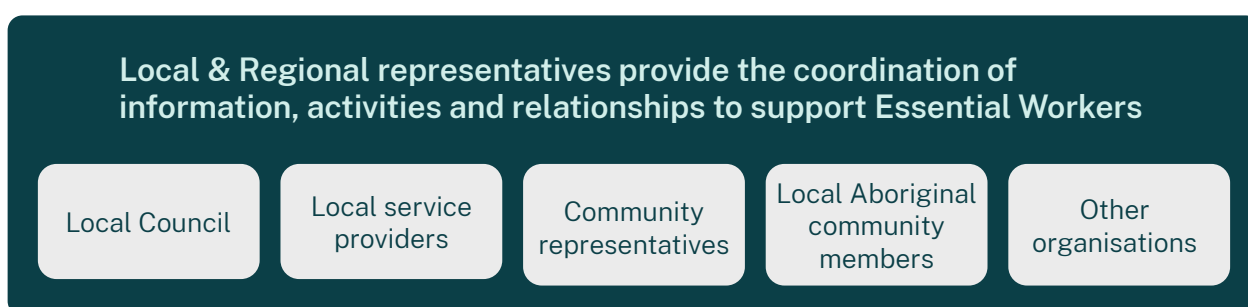 Local & Regional representatives provide the coordination of
information, activities and relationships to support Essential Workers
Local Council
Local service
providers
Community
representatives
Local Aboriginal
community
members
Other
organisations